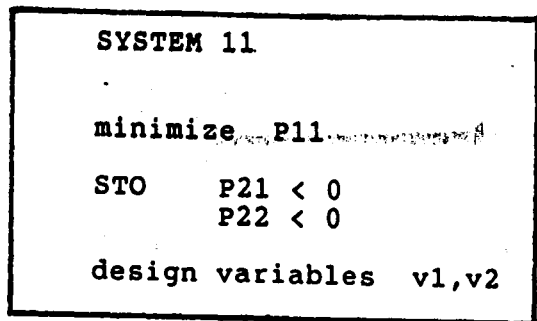 SYSTEM 11
minimize P11
STO P21 < 0
P22 < 0
design variables v1,v2